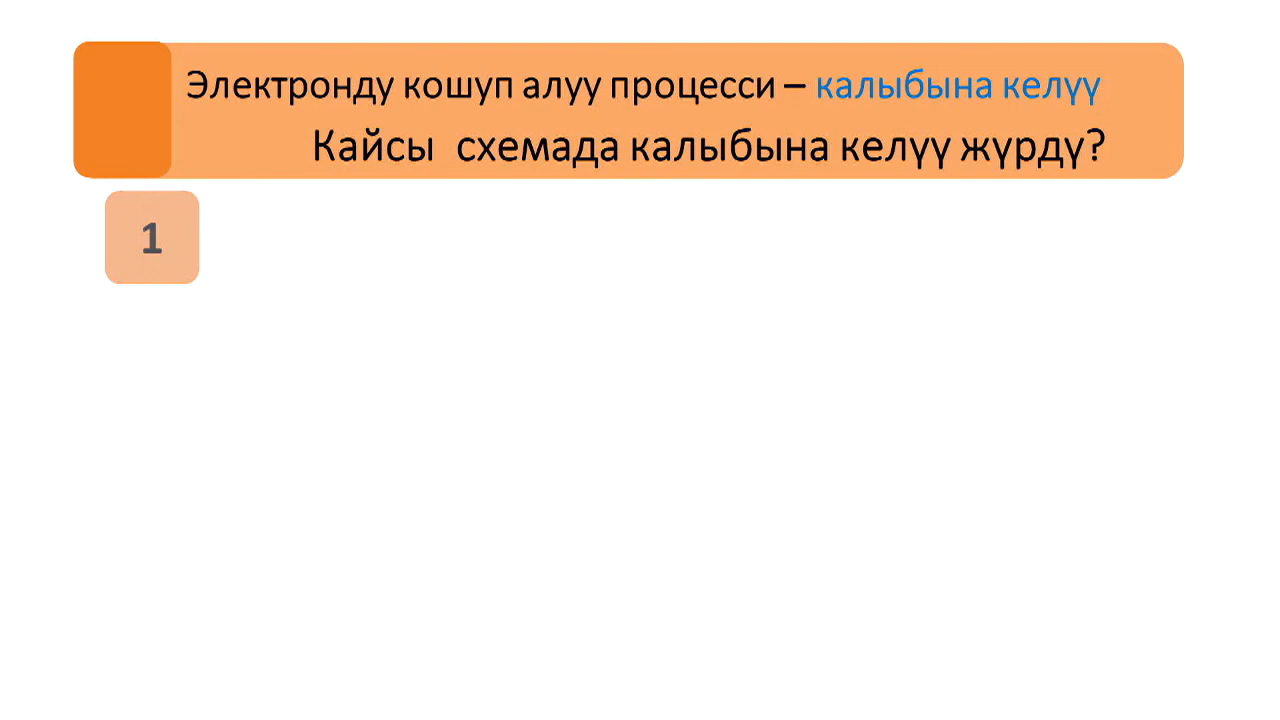 Электронду кошуп алуу процесси – калыбына келүү
Кайсы схемада калыбына келүү жүрдү?
1